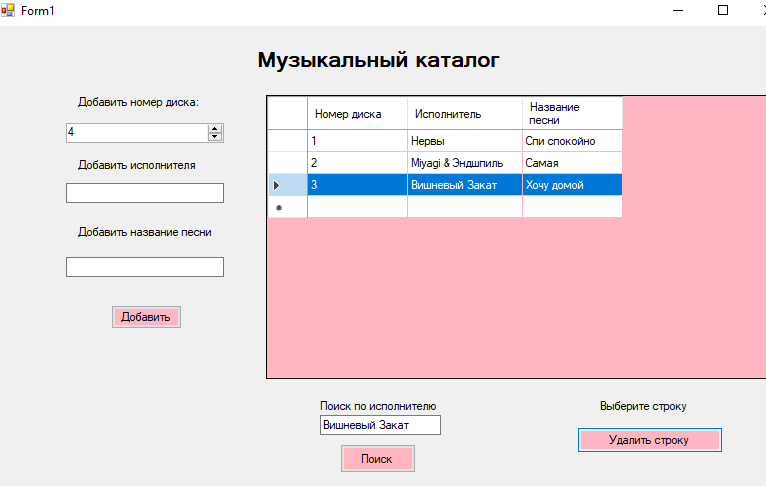 Form1
Музыкальный каталог
Добавить номер диска:
4
Добавить исполнителя
Добавить название песни
Добавить
Номер диска Исполнитель Название
песни
1 Нервы Спи спокойно
2 Miyagi & Эндшпиль Самая
3 Вишневый Закат Хочу домой
Поиск по исполнителю
Вишневый Закат
Поиск
Выберите строку
Удалить строку